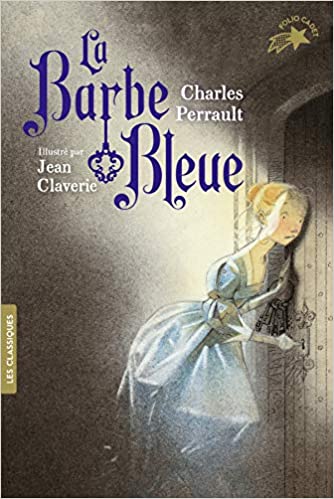 FOLIO CADET
La
Barbe
Bleue
Charles
Perrault
Illustré par
Jean
Claverie
LES CLASSIQUES